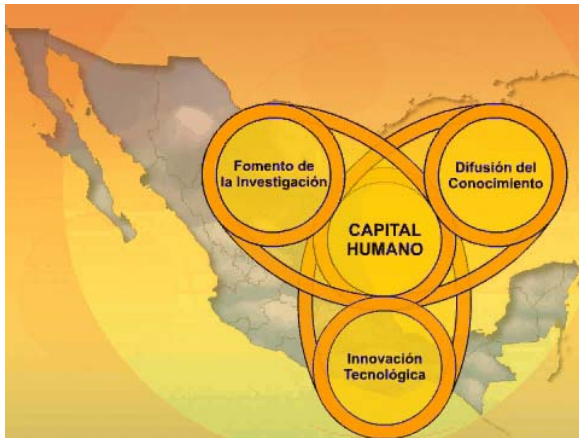 Fomento de
la Investigación
Difusión del
Conocimiento
CAPITAL
HUMANO
Innovación
Tecnológica